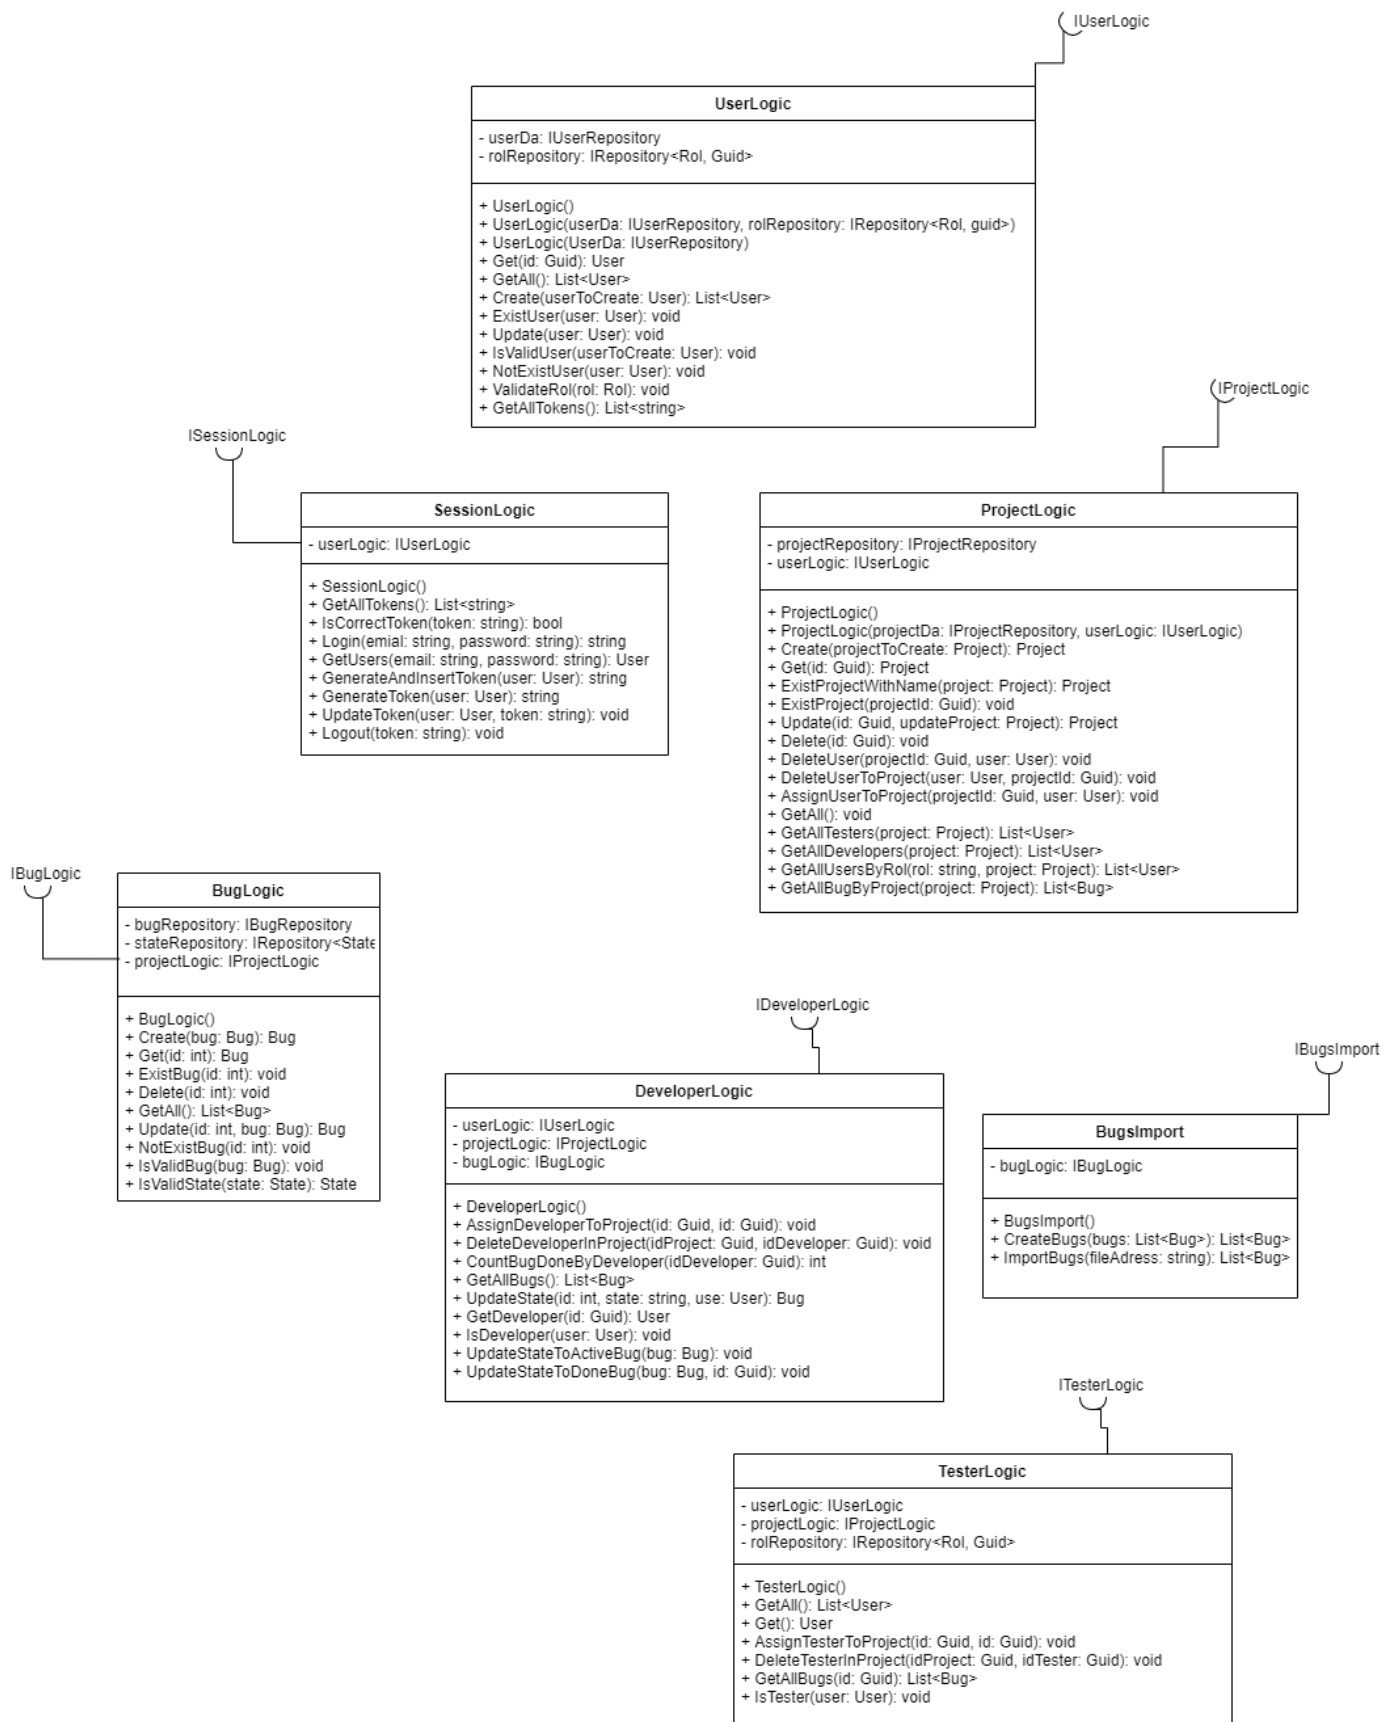 IUserLogic
UserLogic
- userDa: IUserRepository
- rolRepository: IRepository<Rol, Guid>
+ UserLogic()
+ UserLogic(userDa: IUserRepository, rolRepository: IRepository<Rol, guid>)
+ UserLogic(UserDa: IUserRepository)
+ Get(id: Guid): User
+ GetAll(): List<User>
+ Create(userToCreate: User): List<User>
+ ExistUser(user: User): void
+ Update(user: User): void
+ IsValidUser(userToCreate: User): void
+ NotExistUser(user: User): void
+ ValidateRol(rol: Rol): void
+ GetAllTokens(): List<string>
IProjectLogic
ISessionLogic
SessionLogic
- userLogic: IUserLogic
+ SessionLogic()
+ GetAllTokens(): List<string>
+ IsCorrectToken(token: string): bool
+ Login(emial: string, password: string): string
+ GetUsers(email: string, password: string): User
+ GenerateAndInsertToken(user: User): string
+ GenerateToken(user: User): string
+ UpdateToken(user: User, token: string): void
+ Logout(token: string): void
ProjectLogic
- projectRepository: IProjectRepository
- userLogic: IUserLogic
+ ProjectLogic()
+ ProjectLogic(projectDa: IProjectRepository, userLogic: IUserLogic)
+ Create(projectToCreate: Project): Project
+ Get(id: Guid): Project
+ ExistProjectWithName(project: Project): Project
+ ExistProject(projectId: Guid): void
+ Update(id: Guid, updateProject: Project): Project
+ Delete(id: Guid): void
+ DeleteUser(projectId: Guid, user: User): void
+ DeleteUserToProject(user: User, projectId: Guid): void
+ AssignUserToProject(projectId: Guid, user: User): void
+ GetAll(): void
+ GetAllTesters(project: Project): List<User>
+ GetAllDevelopers(project: Project): List<User>
+ GetAllUsersByRol(rol: string, project: Project): List<User>
+ GetAllBugByProject(project: Project): List<Bug>
IBugLogic
BugLogic
- bugRepository: IBugRepository
- stateRepository: IRepository<State
- projectLogic: IProjectLogic
+ BugLogic()
+ Create(bug: Bug): Bug
+ Get(id: int): Bug
+ ExistBug(id: int): void
+ Delete(id: int): void
+ GetAll(): List<Bug>
+ Update(id: int, bug: Bug): Bug
+ NotExistBug(id: int): void
+ IsValidBug(bug: Bug): void
+ IsValidState(state: State): State
IDeveloperLogic
DeveloperLogic
- userLogic: IUserLogic
- projectLogic: IProjectLogic
- bugLogic: IBugLogic
+ DeveloperLogic()
+ AssignDeveloperToProject(id: Guid, id: Guid): void
+ DeleteDeveloperInProject(idProject: Guid, idDeveloper: Guid): void
+ CountBugDoneByDeveloper(idDeveloper: Guid): int
+ GetAllBugs(): List<Bug>
+ UpdateState(id: int, state: string, use: User): Bug
+ GetDeveloper(id: Guid): User
+ IsDeveloper(user: User): void
+ UpdateStateToActiveBug(bug: Bug): void
+ UpdateStateToDoneBug(bug: Bug, id: Guid): void
IBugsImport
BugsImport
- bugLogic: IBugLogic
+ BugsImport()
+ CreateBugs(bugs: List<Bug>): List<Bug>
+ ImportBugs(fileAdress: string): List<Bug>
ITesterLogic
TesterLogic
- userLogic: IUserLogic
- projectLogic: IProjectLogic
- rolRepository: IRepository<Rol, Guid>
+ TesterLogic()
+ GetAll(): List<User>
+ Get(): User
+ AssignTesterToProject(id: Guid, id: Guid): void
+ DeleteTesterInProject(idProject: Guid, idTester: Guid): void
+ GetAllBugs(id: Guid): List<Bug>
+ IsTester(user: User): void